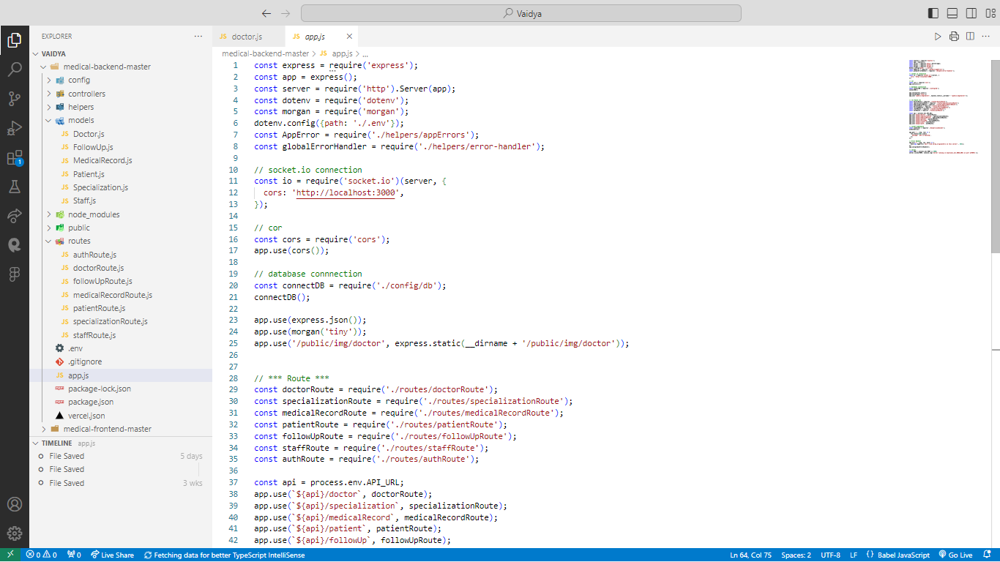 Vaidya
EXPLORER
VAIDYA
medical-backend-master
config
controllers
helpers
models
Doctor.js
FollowUp.js
MedicalRecord.js
Patient.js
Specialization.js
Staff.js
node_modules
public
routes
authRoute.js
doctorRoute.js
followUpRoute.js
medicalRecordRoute.js
patientRoute.js
specializationRoute.js
staffRoute.js
.env
.gitignore
app.js
package-lock.json
package.json
vercel.json
medical-frontend-master
TIMELINE app.js
File Saved 5 days
File Saved
File Saved 3 wks
1
JS doctor.js
JS app.js
medical-backend-master > JS app.js > ...
1 const express = require('express');
2 const app = express();
3 const server = require('http').Server(app);
4 const dotenv = require('dotenv');
5 const morgan = require('morgan');
6 dotenv.config({path: './.env'});
7 const AppError = require('./helpers/appErrors');
8 const globalErrorHandler = require('./helpers/error-handler');
9
10 // socket.io connection
11 const io = require('socket.io')(server, {
12 cors: 'http://localhost:3000',
13 });
14
15 // cor
16 const cors = require('cors');
17 app.use(cors());
18
19 // database connnection
20 const connectDB = require('./config/db');
21 connectDB();
22
23 app.use(express.json());
24 app.use(morgan('tiny'));
25 app.use('/public/img/doctor', express.static(__dirname + '/public/img/doctor'));
26
27
28 // *** Route ***
29 const doctorRoute = require('./routes/doctorRoute');
30 const specializationRoute = require('./routes/specializationRoute');
31 const medicalRecordRoute = require('./routes/medicalRecordRoute');
32 const patientRoute = require('./routes/patientRoute');
33 const followUpRoute = require('./routes/followUpRoute');
34 const staffRoute = require('./routes/staffRoute');
35 const authRoute = require('./routes/authRoute');
36
37 const api = process.env.API_URL;
38 app.use(`${api}/doctor`, doctorRoute);
39 app.use(`${api}/specialization`, specializationRoute);
40 app.use(`${api}/medicalRecord`, medicalRecordRoute);
41 app.use(`${api}/patient`, patientRoute);
42 app.use(`${api}/followUp`, followUpRoute);
0 0 0 Live Share Fetching data for better TypeScript IntelliSense Ln 64, Col 75 Spaces: 2 UTF-8 LF {} Babel JavaScript Go Live